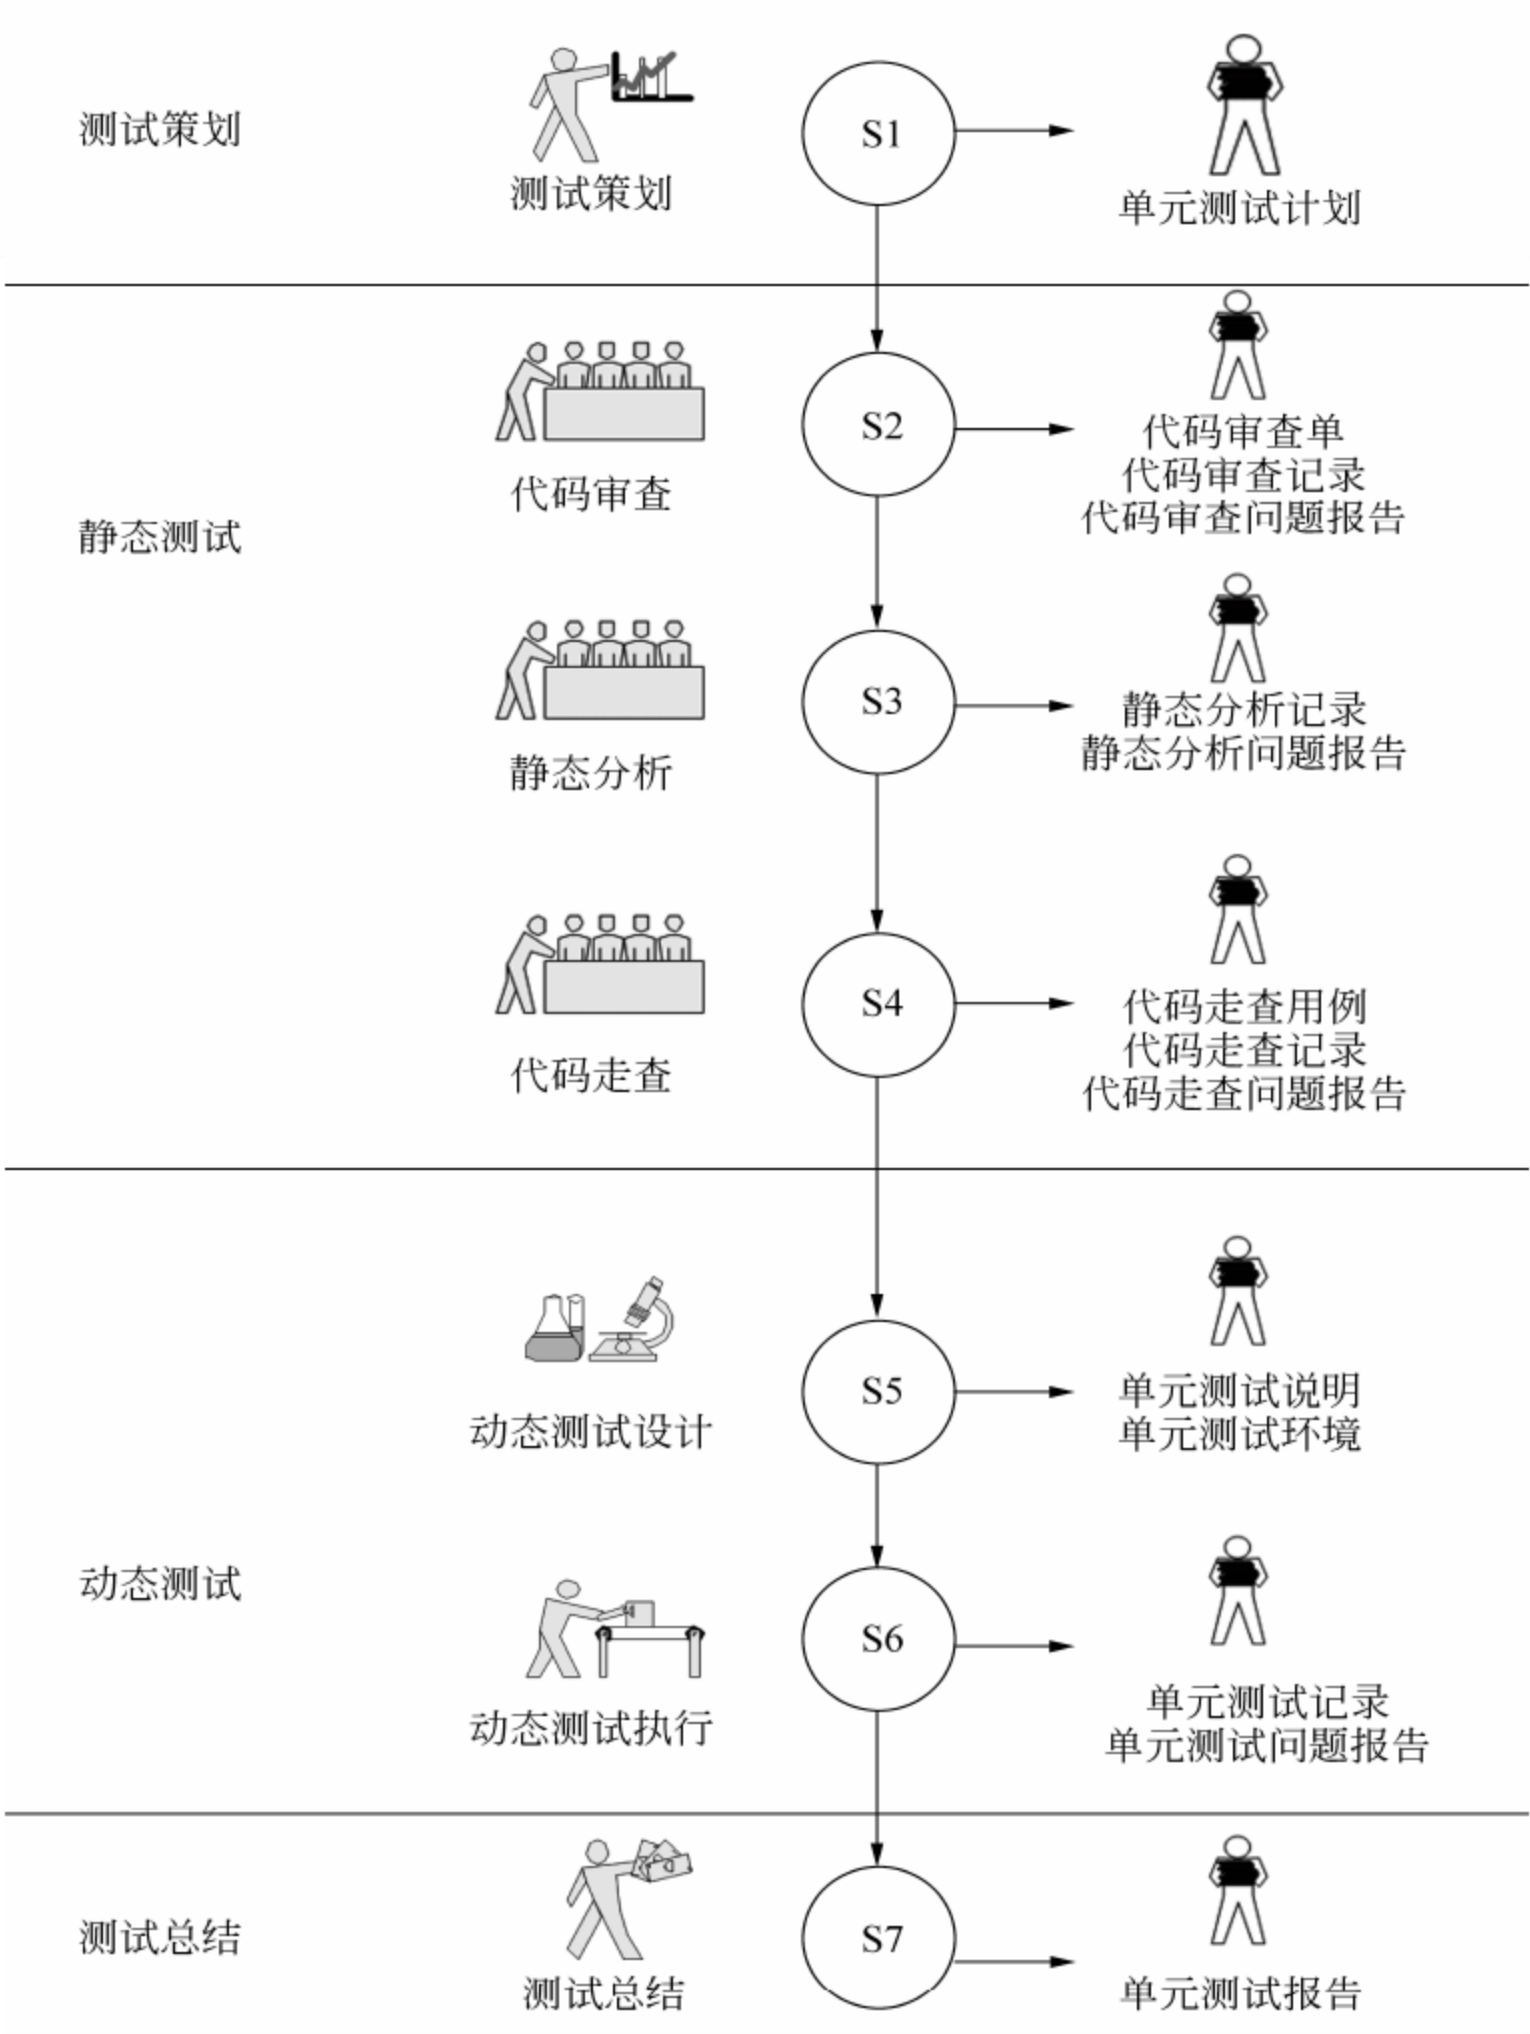 测试策划
测试策划
S1
单元测试计划
静态测试
代码审查
S2
代码审查单
代码审查记录
代码审查问题报告
静态分析
S3
静态分析记录
静态分析问题报告
代码走查
S4
代码走查用例
代码走查记录
代码走查问题报告
动态测试
动态测试设计
S5
单元测试说明
单元测试环境
动态测试执行
S6
单元测试记录
单元测试问题报告
测试总结
测试总结
S7
单元测试报告